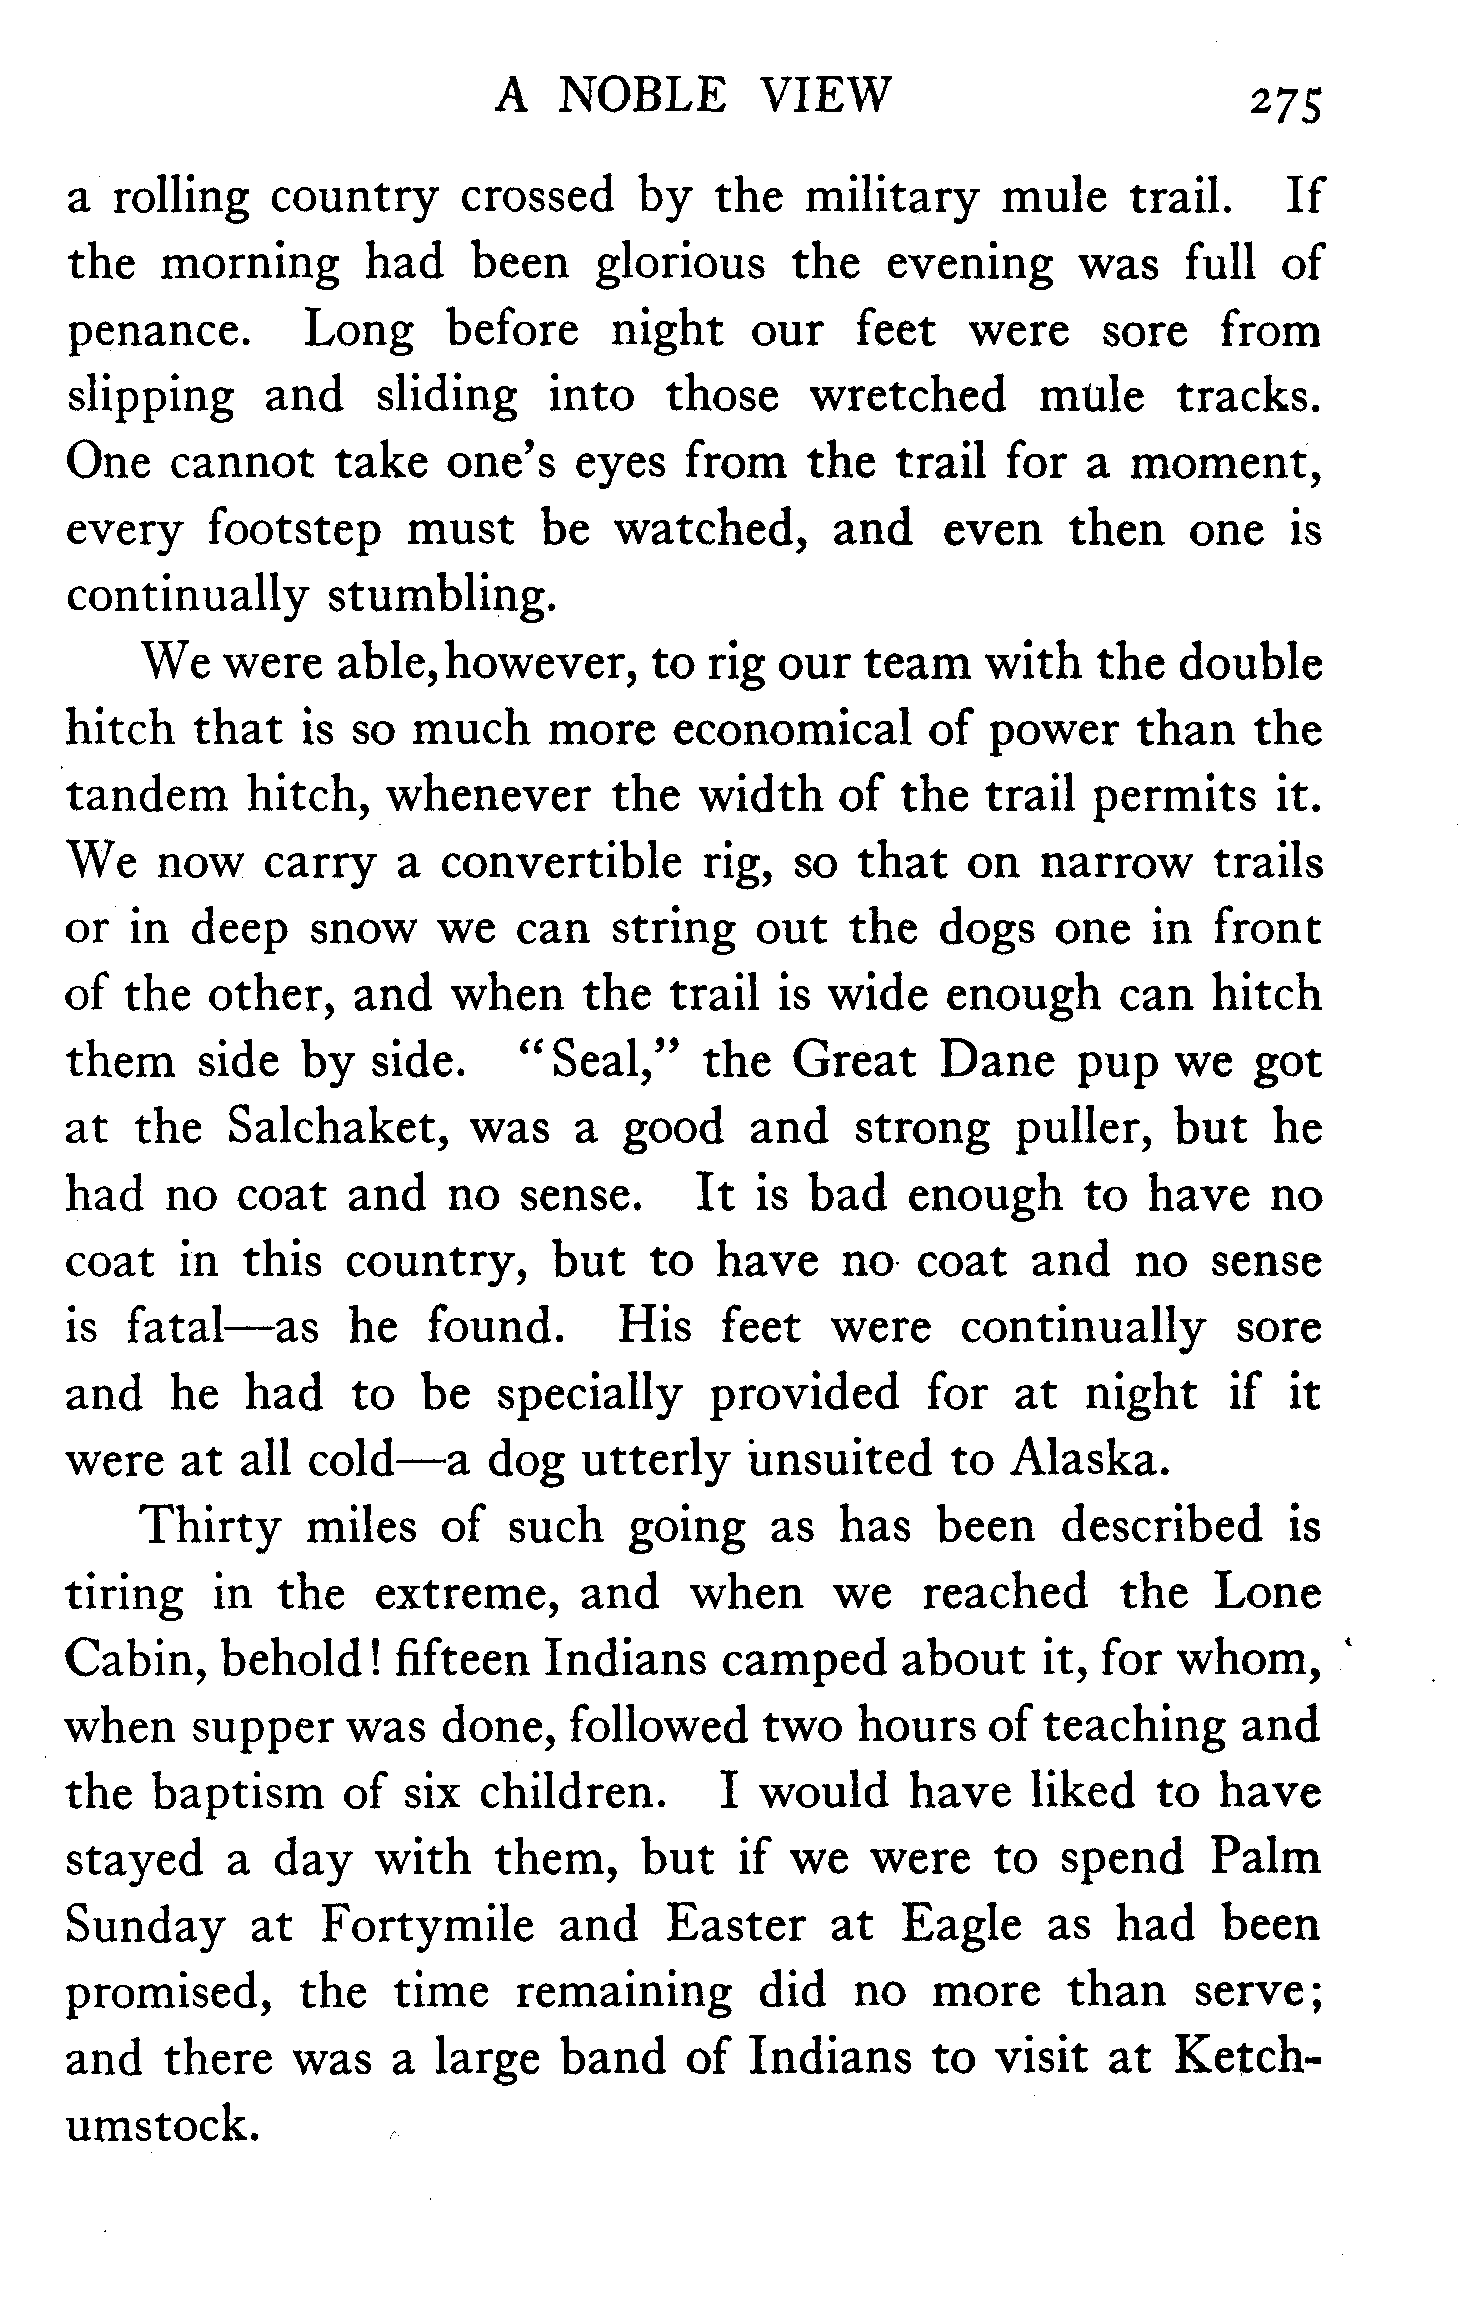 A NOBLE VIEW 275
a rolling country crossed by the military mule trail. If
the morning had been glorious the evening was full of
penance. Long before night our feet were sore from
slipping and sliding into those wretched mule tracks.
One cannot take one's eyes from the trail for a moment,
every footstep must be watched, and even then one is
continually stumbling.
We were able, however, to rig our team with the double
hitch that is so much more economical of power than the
tandem hitch, whenever the width of the trail permits it.
We now carry a convertible rig, so that on narrow trails
or in deep snow we can string out the dogs one in front
of the other, and when the trail is wide enough can hitch
them side by side. "Seal," the Great Dane pup we got
at the Salchaket, was a good and strong puller, but he
had no coat and no sense. It is bad enough to have no
coat in this country, but to have no coat and no sense
is fatal—as he found. His feet were continually sore
and he had to be specially provided for at night if it
were at all cold—a dog utterly unsuited to Alaska.
Thirty miles of such going as has been described is
tiring in the extreme, and when we reached the Lone
Cabin, behold! fifteen Indians camped about it, for whom,
when supper was done, followed two hours of teaching and
the baptism of six children. I would have liked to have
stayed a day with them, but if we were to spend Palm
Sunday at Fortymile and Easter at Eagle as had been
promised, the time remaining did no more than serve;
and there was a large band of Indians to visit at Ketch-
umstock.